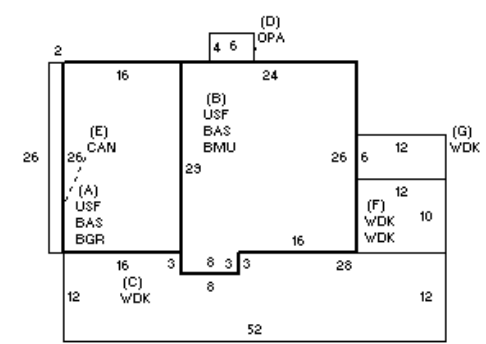 (D)
OPA
4 6
2
16
24
(B)
USF
BAS
BMU
(E)
CAN
(G)
WDK
12
26
26
29
26
6
(A)
USF
BAS
BGR
12
(F)
WDK
WDK
10
16
16
3
8
3
3
28
(C)
WDK
8
12
12
52